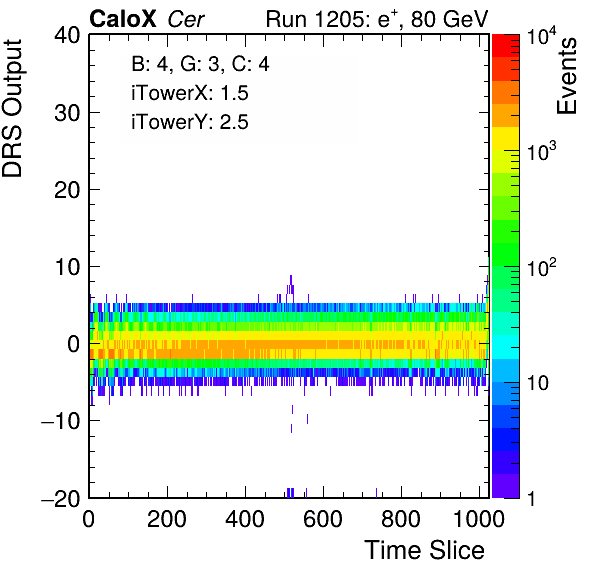 CaloX Cer Run 1205: e⁺, 80 GeV
B: 4, G: 3, C: 4
iTowerX: 1.5
iTowerY: 2.5
DRS Output
40
30
20
10
0
−10
−20
0 200 400 600 800 1000
Time Slice
10⁴
10³
10²
10
1
Events